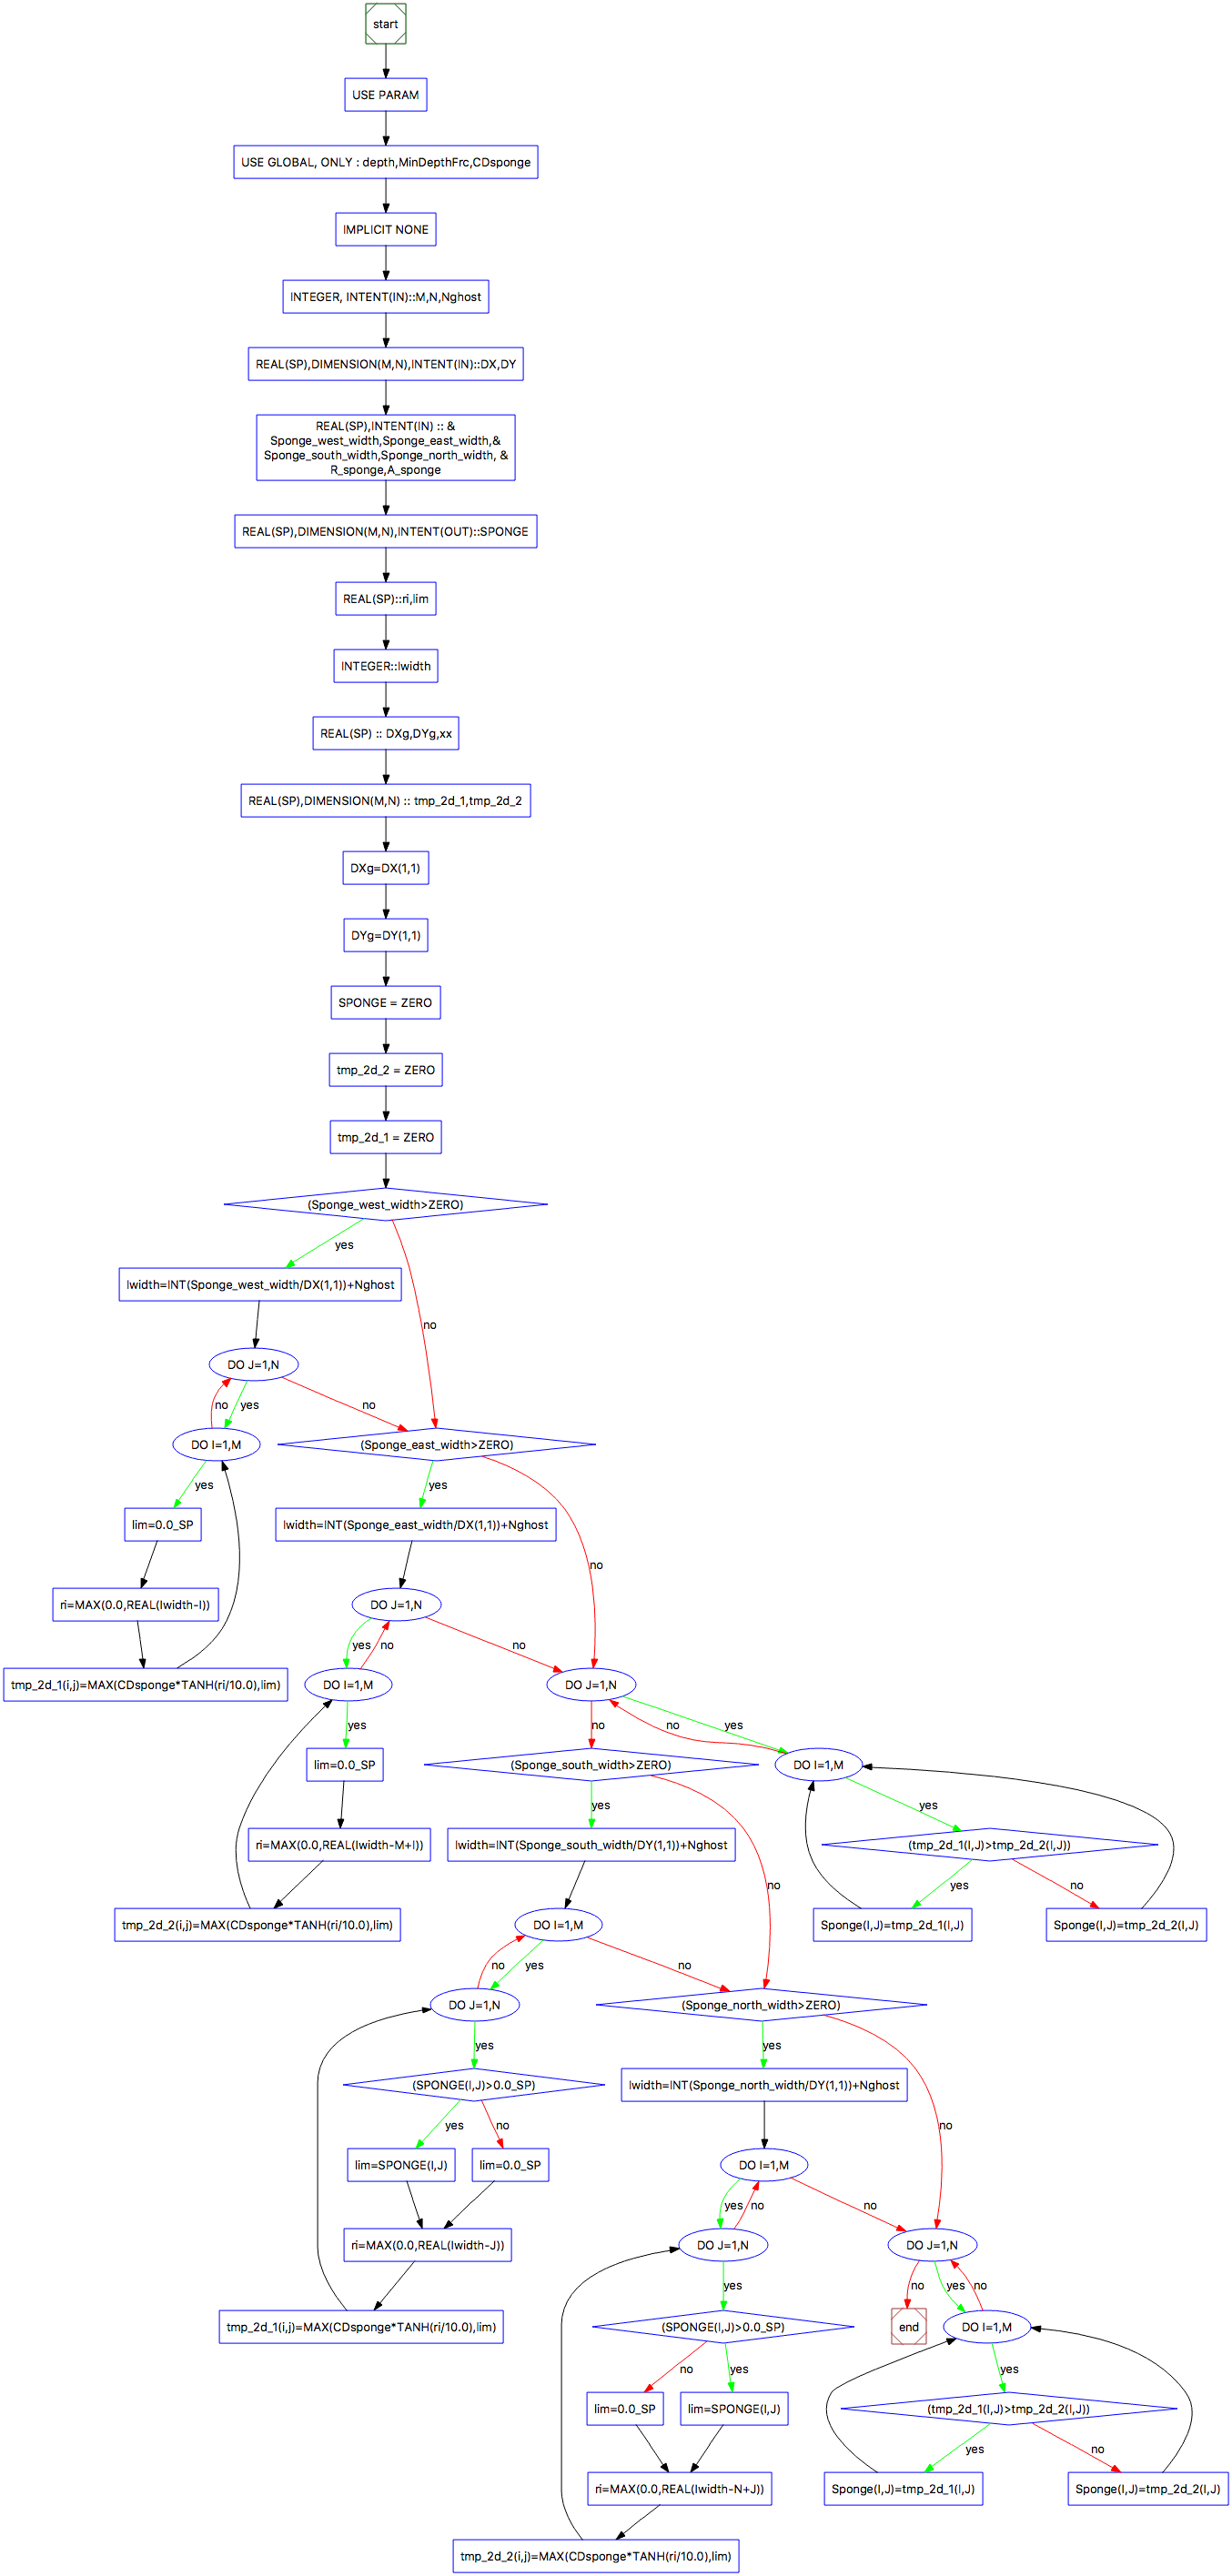 start
USE PARAM
USE GLOBAL, ONLY : depth,MinDepthFrc,CDsponge
IMPLICIT NONE
INTEGER, INTENT(IN)::M,N,Nghost
REAL(SP),DIMENSION(M,N),INTENT(IN)::DX,DY
REAL(SP),INTENT(IN) :: &
Sponge_west_width,Sponge_east_width,&
Sponge_south_width,Sponge_north_width, &
R_sponge,A_sponge
REAL(SP),DIMENSION(M,N),INTENT(OUT)::SPONGE
REAL(SP)::ri,lim
INTEGER::Iwidth
REAL(SP) :: DXg,DYg,xx
REAL(SP),DIMENSION(M,N) :: tmp_2d_1,tmp_2d_2
DXg=DX(1,1)
DYg=DY(1,1)
SPONGE = ZERO
tmp_2d_2 = ZERO
tmp_2d_1 = ZERO
(Sponge_west_width>ZERO)
yes
Iwidth=INT(Sponge_west_width/DX(1,1))+Nghost
no
DO J=1,N
no
yes
no
DO I=1,M
(Sponge_east_width>ZERO)
yes
yes
lim=0.0_SP
Iwidth=INT(Sponge_east_width/DX(1,1))+Nghost
no
ri=MAX(0.0,REAL(Iwidth-I))
DO J=1,N
yes
no
no
tmp_2d_1(i,j)=MAX(CDsponge*TANH(ri/10.0),lim)
DO I=1,M
DO J=1,N
yes
no
no
yes
lim=0.0_SP
(Sponge_south_width>ZERO)
DO I=1,M
yes
yes
ri=MAX(0.0,REAL(Iwidth-M+I))
Iwidth=INT(Sponge_south_width/DY(1,1))+Nghost
(tmp_2d_1(I,J)>tmp_2d_2(I,J))
no
yes
no
tmp_2d_2(i,j)=MAX(CDsponge*TANH(ri/10.0),lim)
DO I=1,M
Sponge(I,J)=tmp_2d_1(I,J)
Sponge(I,J)=tmp_2d_2(I,J)
no
yes
no
DO J=1,N
(Sponge_north_width>ZERO)
yes
yes
(SPONGE(I,J)>0.0_SP)
Iwidth=INT(Sponge_north_width/DY(1,1))+Nghost
yes
no
no
lim=SPONGE(I,J)
lim=0.0_SP
DO I=1,M
yes
no
no
ri=MAX(0.0,REAL(Iwidth-J))
DO J=1,N
DO J=1,N
yes
no
yes
no
tmp_2d_1(i,j)=MAX(CDsponge*TANH(ri/10.0),lim)
(SPONGE(I,J)>0.0_SP)
end
DO I=1,M
no
yes
yes
lim=0.0_SP
lim=SPONGE(I,J)
(tmp_2d_1(I,J)>tmp_2d_2(I,J))
yes
no
ri=MAX(0.0,REAL(Iwidth-N+J))
Sponge(I,J)=tmp_2d_1(I,J)
Sponge(I,J)=tmp_2d_2(I,J)
tmp_2d_2(i,j)=MAX(CDsponge*TANH(ri/10.0),lim)